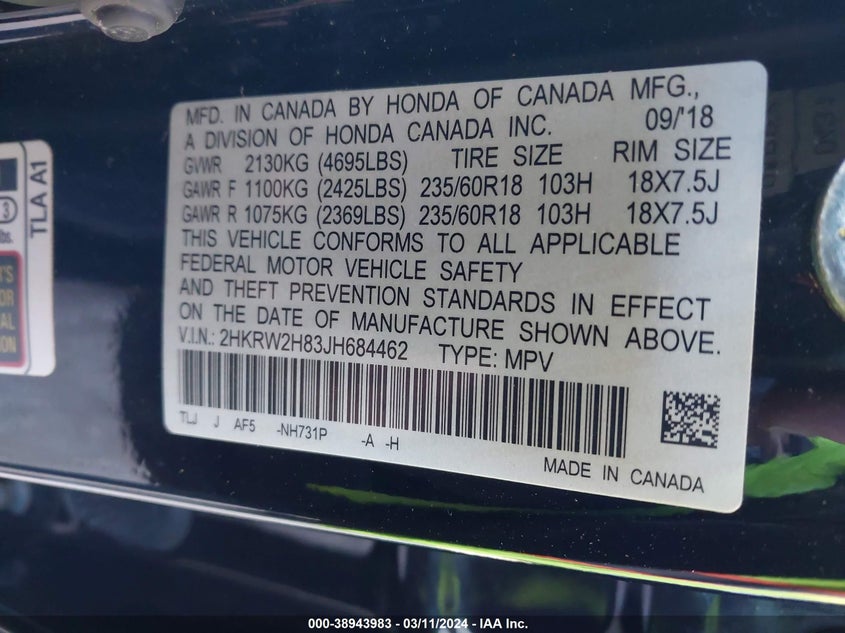 MFD. IN CANADA BY HONDA OF CANADA MFG.,
A DIVISION OF HONDA CANADA INC. 09/'18
GVWR 2130KG (4695LBS) TIRE SIZE RIM SIZE
GAWR F 1100KG (2425LBS) 235/60R18 103H 18X7.5J
GAWR R 1075KG (2369LBS) 235/60R18 103H 18X7.5J
THIS VEHICLE CONFORMS TO ALL APPLICABLE
FEDERAL MOTOR VEHICLE SAFETY
AND THEFT PREVENTION STANDARDS IN EFFECT
ON THE DATE OF MANUFACTURE SHOWN ABOVE.
V.I.N.: 2HKRW2H83JH684462 TYPE: MPV
TLJ J AF5 -NH731P -A -H
MADE IN CANADA
TLA A1
3
lbs.
000-38943983 - 03/11/2024 - IAA Inc.